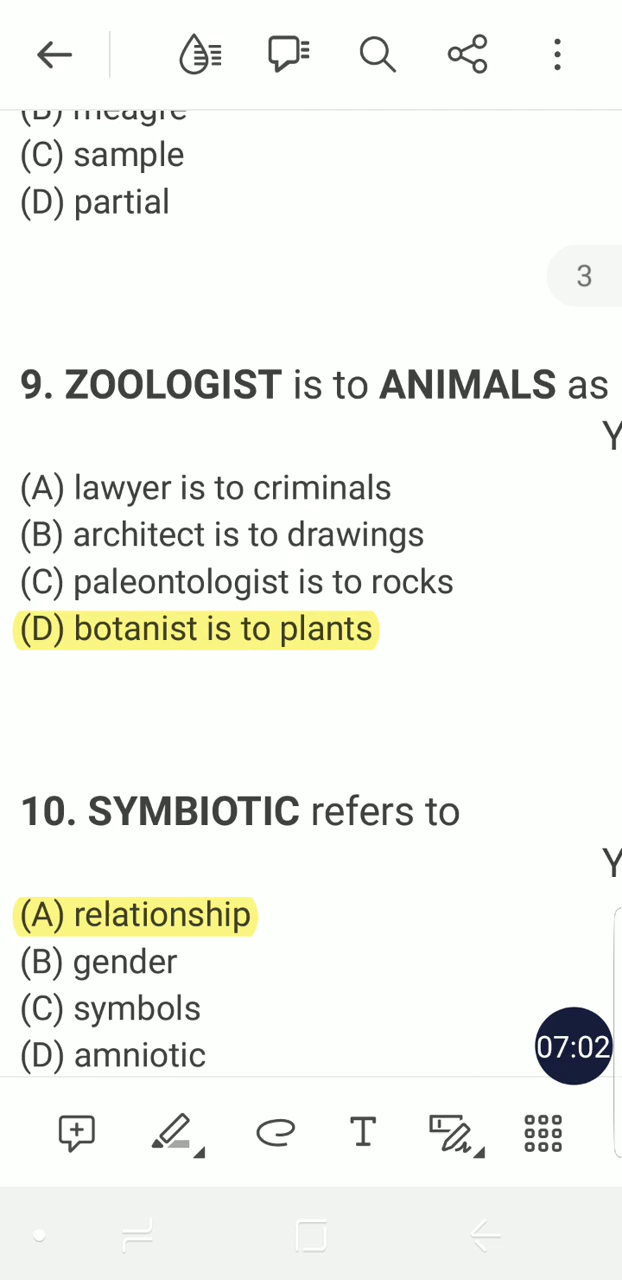 (B) meagre
(C) sample
(D) partial
3
9. ZOOLOGIST is to ANIMALS as
Y
(A) lawyer is to criminals
(B) architect is to drawings
(C) paleontologist is to rocks
(D) botanist is to plants
10. SYMBIOTIC refers to
Y
(A) relationship
(B) gender
(C) symbols
(D) amniotic
07:02
T